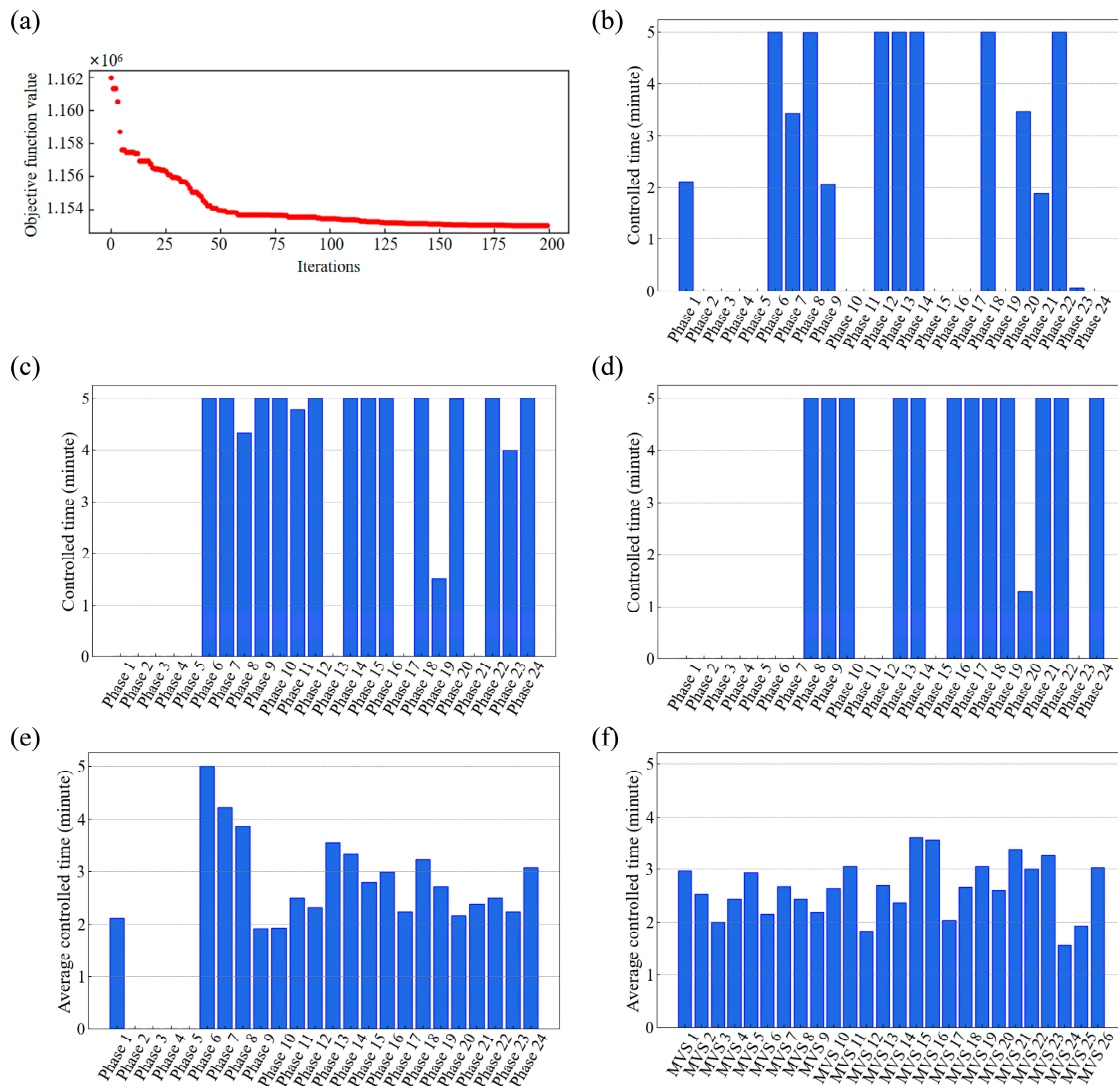 (a)
×10⁶
1.162
1.160
1.158
1.156
1.154
Objective function value
0
25
50
75
100
125
150
175
200
Iterations
(b)
5
4
3
2
1
0
Controlled time (minute)
Phase 1
Phase 2
Phase 3
Phase 4
Phase 5
Phase 6
Phase 7
Phase 8
Phase 9
Phase 10
Phase 11
Phase 12
Phase 13
Phase 14
Phase 15
Phase 16
Phase 17
Phase 18
Phase 19
Phase 20
Phase 21
Phase 22
Phase 23
Phase 24
(c)
5
4
3
2
1
0
Controlled time (minute)
Phase 1
Phase 2
Phase 3
Phase 4
Phase 5
Phase 6
Phase 7
Phase 8
Phase 9
Phase 10
Phase 11
Phase 12
Phase 13
Phase 14
Phase 15
Phase 16
Phase 17
Phase 18
Phase 19
Phase 20
Phase 21
Phase 22
Phase 23
Phase 24
(d)
5
4
3
2
1
0
Controlled time (minute)
Phase 1
Phase 2
Phase 3
Phase 4
Phase 5
Phase 6
Phase 7
Phase 8
Phase 9
Phase 10
Phase 11
Phase 12
Phase 13
Phase 14
Phase 15
Phase 16
Phase 17
Phase 18
Phase 19
Phase 20
Phase 21
Phase 22
Phase 23
Phase 24
(e)
5
4
3
2
1
0
Average controlled time (minute)
Phase 1
Phase 2
Phase 3
Phase 4
Phase 5
Phase 6
Phase 7
Phase 8
Phase 9
Phase 10
Phase 11
Phase 12
Phase 13
Phase 14
Phase 15
Phase 16
Phase 17
Phase 18
Phase 19
Phase 20
Phase 21
Phase 22
Phase 23
Phase 24
(f)
5
4
3
2
1
0
Average controlled time (minute)
MVS 1
MVS 2
MVS 3
MVS 4
MVS 5
MVS 6
MVS 7
MVS 8
MVS 9
MVS 10
MVS 11
MVS 12
MVS 13
MVS 14
MVS 15
MVS 16
MVS 17
MVS 18
MVS 19
MVS 20
MVS 21
MVS 22
MVS 23
MVS 24
MVS 25
MVS 26